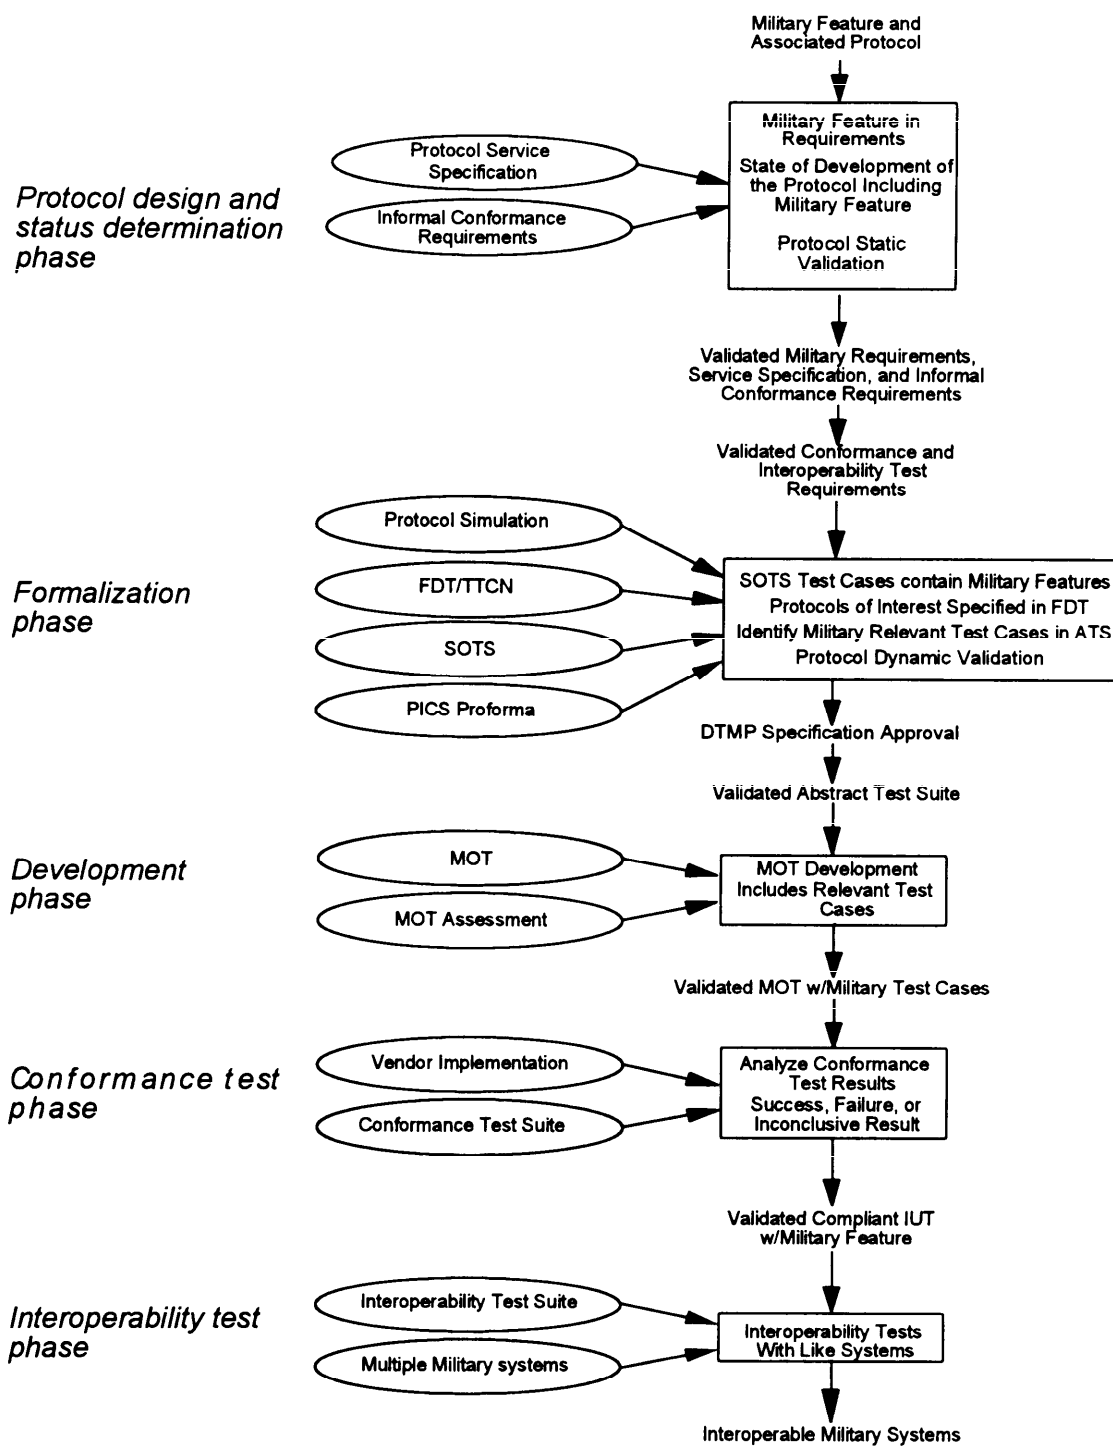 Military Feature and
Associated Protocol
Military Feature in
Requirements
State of Development of
the Protocol Including
Military Feature
Protocol Static
Validation
Protocol Service
Specification
Informal Conformance
Requirements
Protocol design and
status determination
phase
Validated Military Requirements,
Service Specification, and Informal
Conformance Requirements
Validated Conformance and
Interoperability Test
Requirements
Formalization
phase
Protocol Simulation
FDT/TTCN
SOTS
PICS Proforma
SOTS Test Cases contain Military Features
Protocols of Interest Specified in FDT
Identify Military Relevant Test Cases in ATS
Protocol Dynamic Validation
DTMP Specification Approval
Validated Abstract Test Suite
Development
phase
MOT
MOT Assessment
MOT Development
Includes Relevant Test
Cases
Validated MOT w/Military Test Cases
Conformance test
phase
Vendor Implementation
Conformance Test Suite
Analyze Conformance
Test Results
Success, Failure, or
Inconclusive Result
Validated Compliant IUT
w/Military Feature
Interoperability test
phase
Interoperability Test Suite
Multiple Military systems
Interoperability Tests
With Like Systems
Interoperable Military Systems